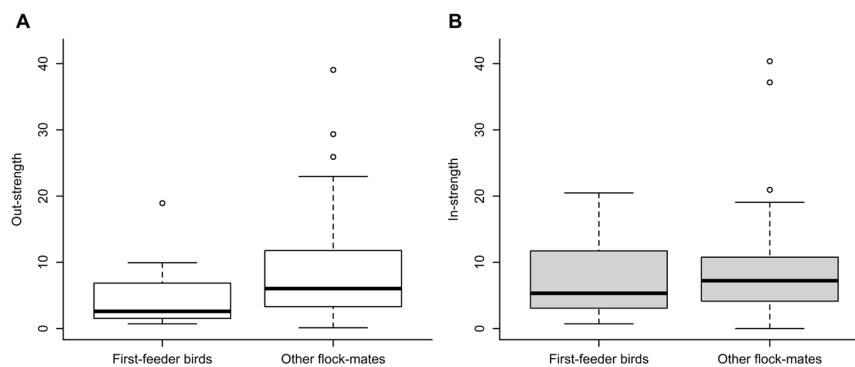 A
Out-strength
0
10
20
30
40
First-feeder birds
Other flock-mates
B
In-strength
0
10
20
30
40
First-feeder birds
Other flock-mates